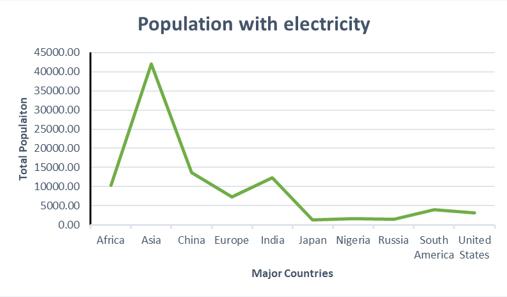 Population with electricity
45000.00
40000.00
35000.00
30000.00
25000.00
20000.00
15000.00
10000.00
5000.00
0.00
Total Populaiton
Africa Asia China Europe India Japan Nigeria Russia South America United States
Major Countries